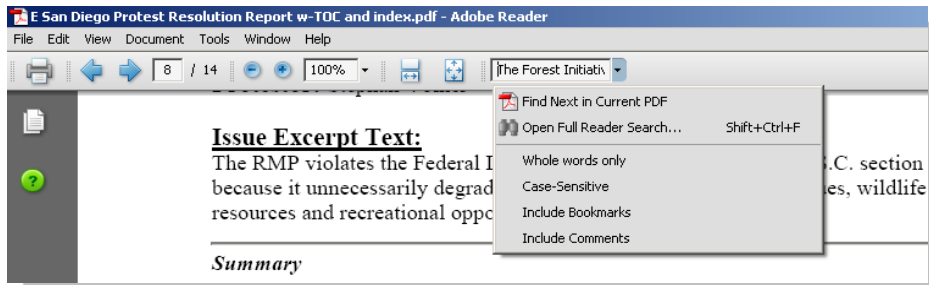 E San Diego Protest Resolution Report w-TOC and index.pdf - Adobe Reader
File Edit View Document Tools Window Help
8 / 14 100% The Forest Initiativ
Find Next in Current PDF
Open Full Reader Search... Shift+Ctrl+F
Whole words only
Case-Sensitive
Include Bookmarks
Include Comments
Issue Excerpt Text:
The RMP violates the Federal .C. section
because it unnecessarily degrad es, wildlife
resources and recreational oppo
Summary